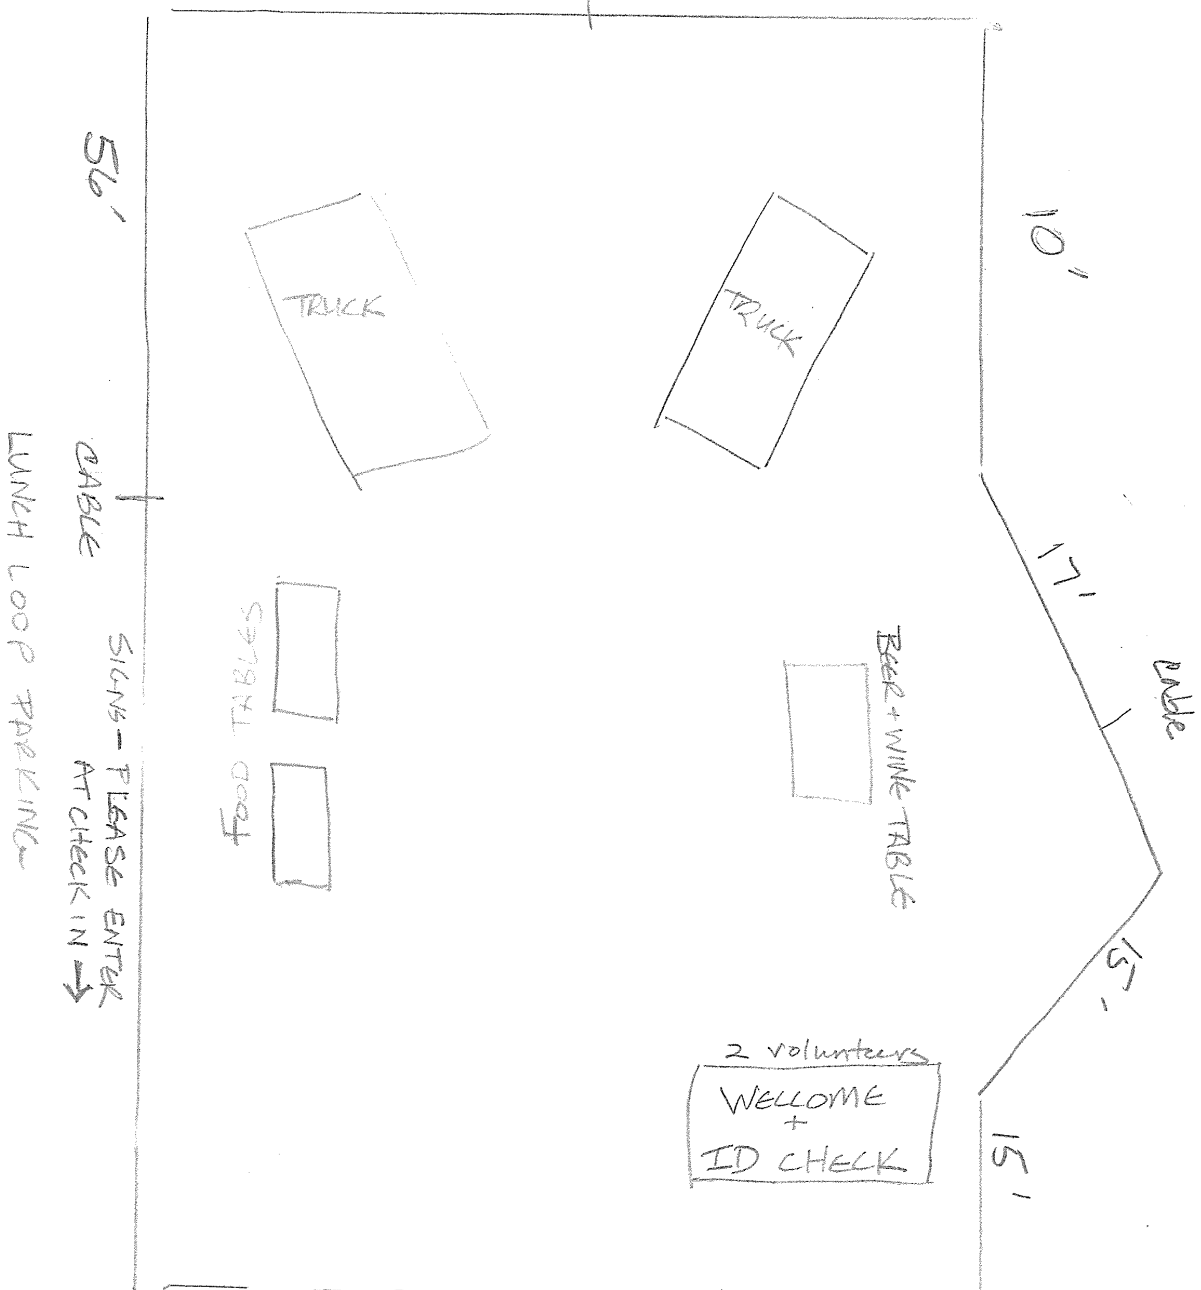 56'
10'
TRUCK
TRUCK
CABLE
17'
LUNCH LOOP PARKING
SIGNS - PLEASE ENTER
AT CHECK IN →
FOOD TABLES
BEER + WINE TABLE
Cable
15'
2 volunteers
WELCOME
+
ID CHECK
15'